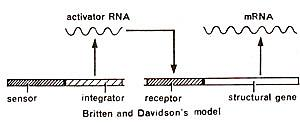 activator RNA
mRNA
sensor
integrator
receptor
structural gene
Britten and Davidson's model